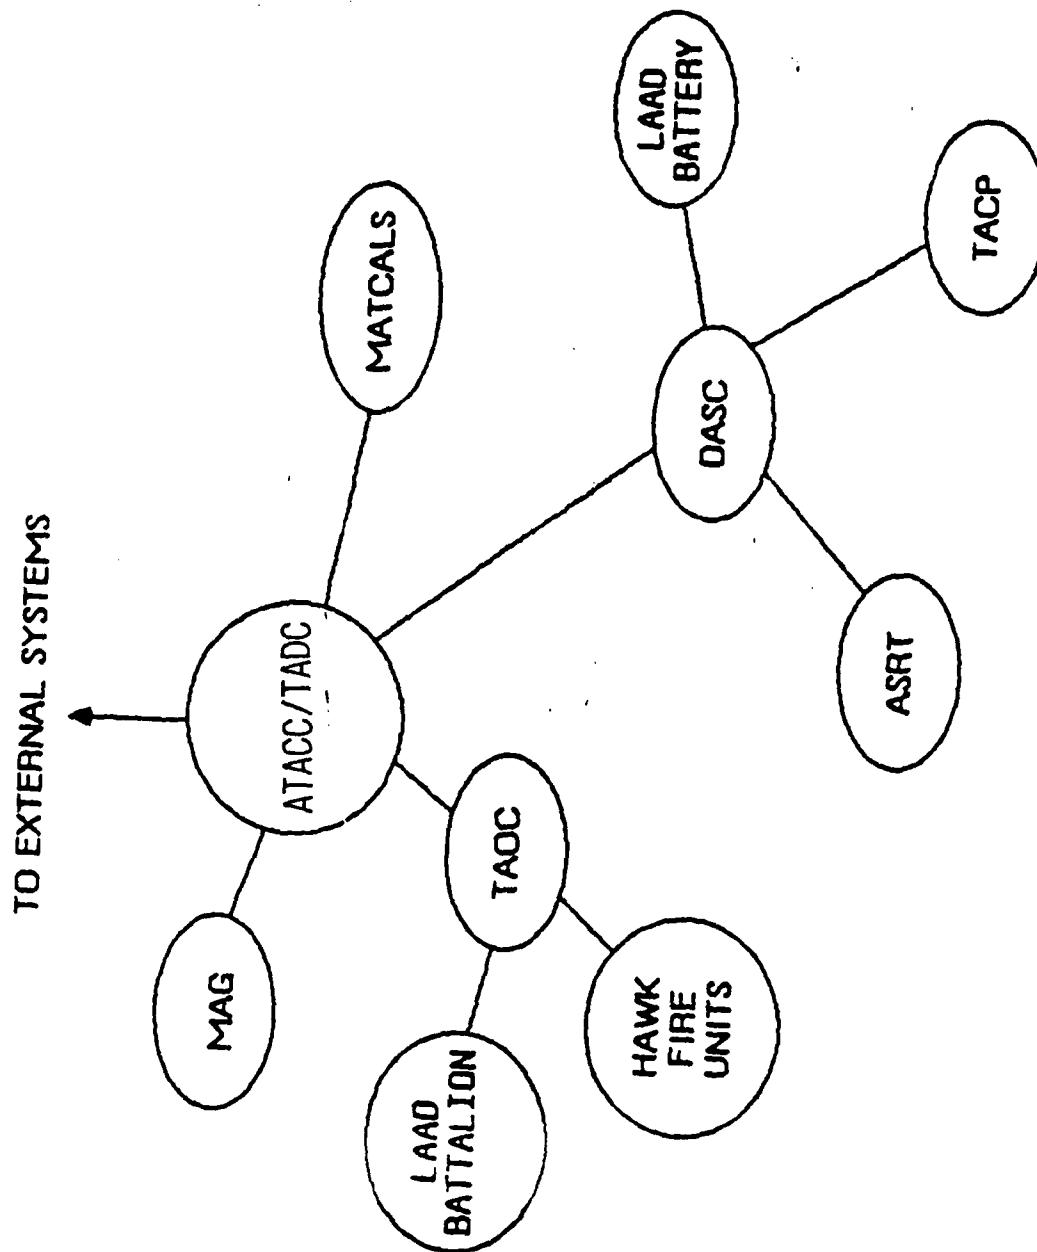 TO EXTERNAL SYSTEMS
MAG
ATACC/TADC
MATCALS
LAAD
BATTALION
TAOC
HAWK
FIRE
UNITS
DASC
LAAD
BATTERY
ASRT
TACP